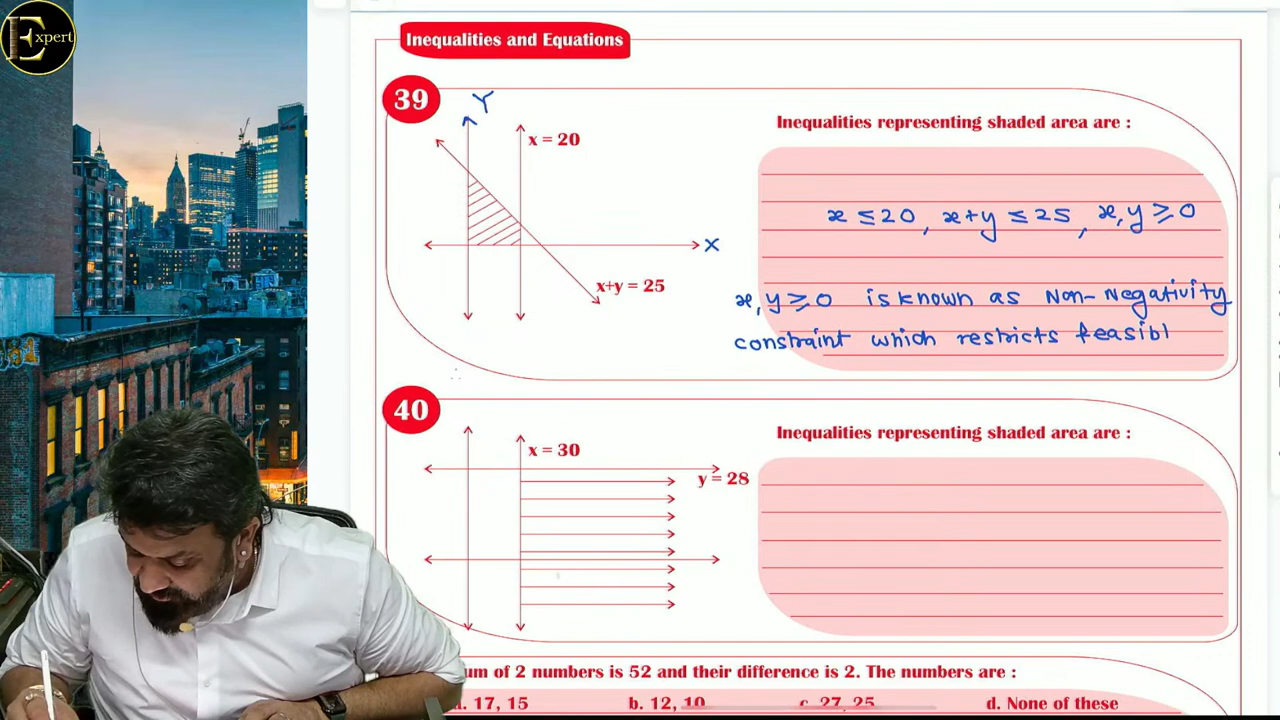 Expert
Inequalities and Equations
39
Y
x = 20
X
x+y = 25
Inequalities representing shaded area are :
x ≤ 20, x+y ≤ 25, x, y ≥ 0
x, y ≥ 0 is known as Non-Negativity
constraint which restricts feasibl
40
x = 30
y = 28
Inequalities representing shaded area are :
um of 2 numbers is 52 and their difference is 2. The numbers are :
a. 17, 15 b. 12, 10 c. 27, 25 d. None of these